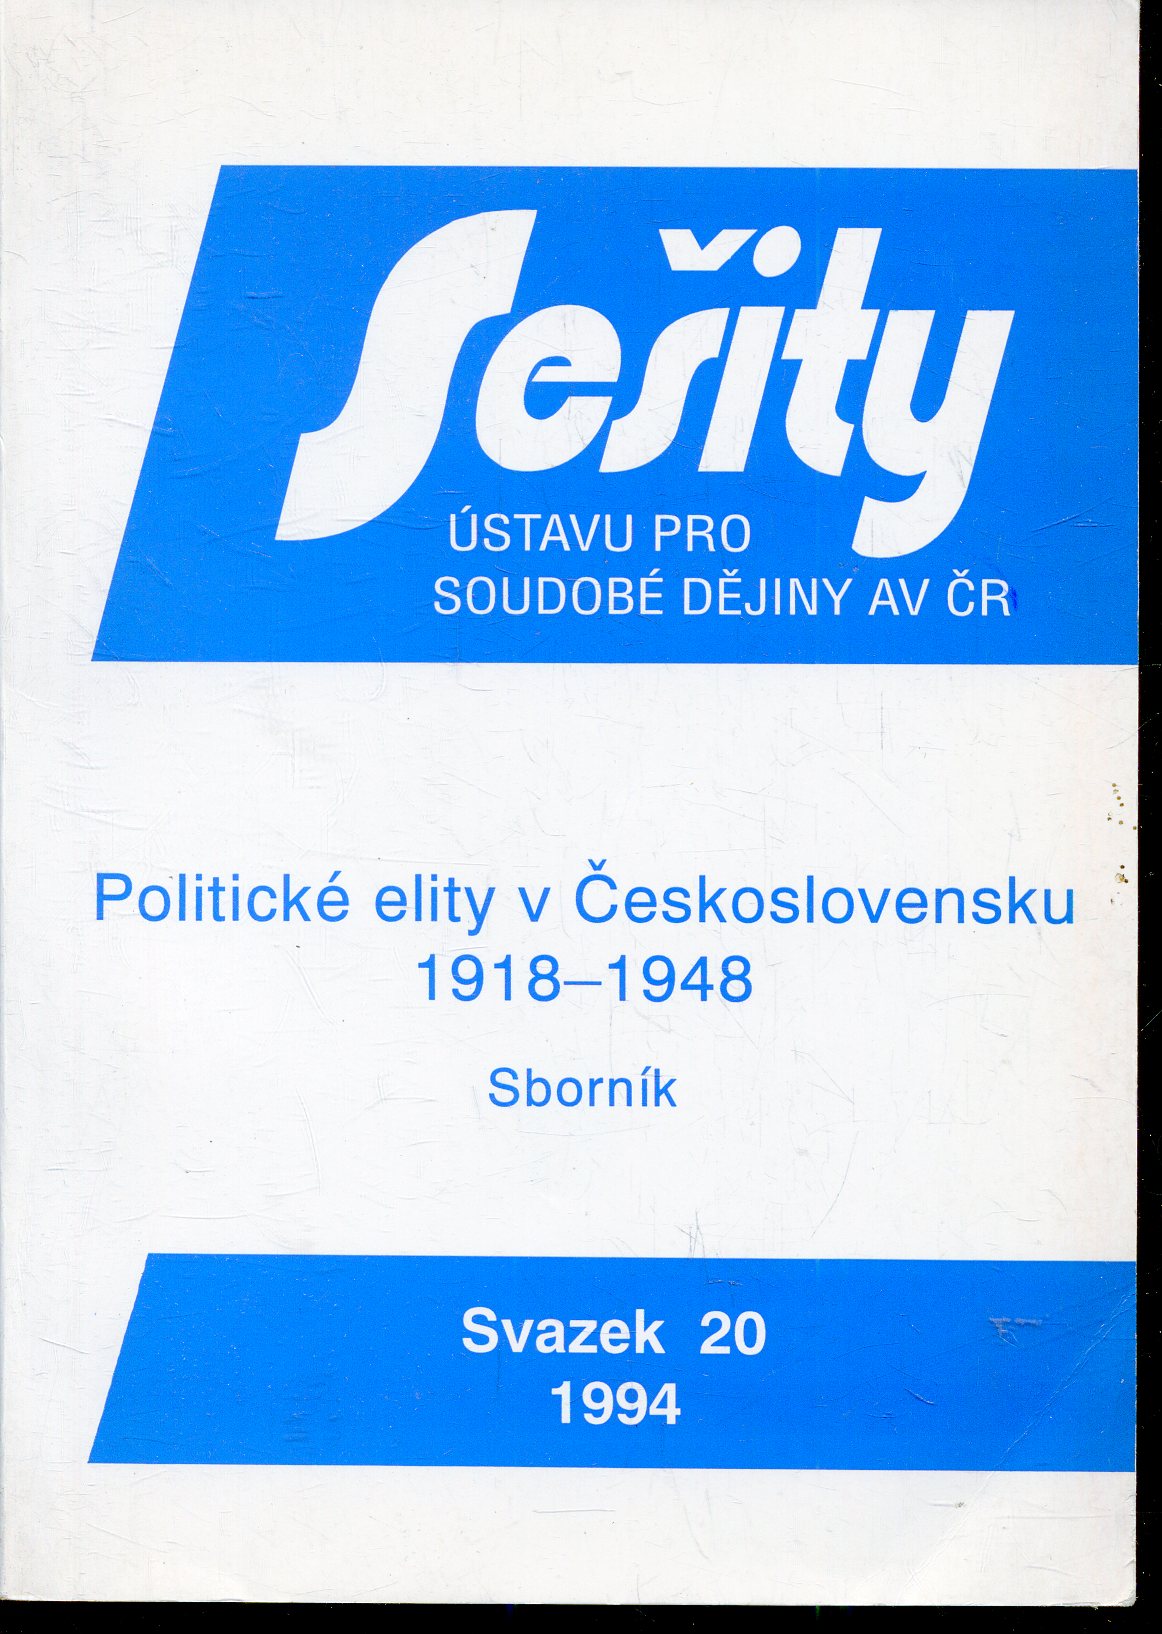 Sešity
ÚSTAVU PRO
SOUDOBÉ DĚJINY AV ČR
Politické elity v Československu
1918–1948
Sborník
Svazek 20
1994